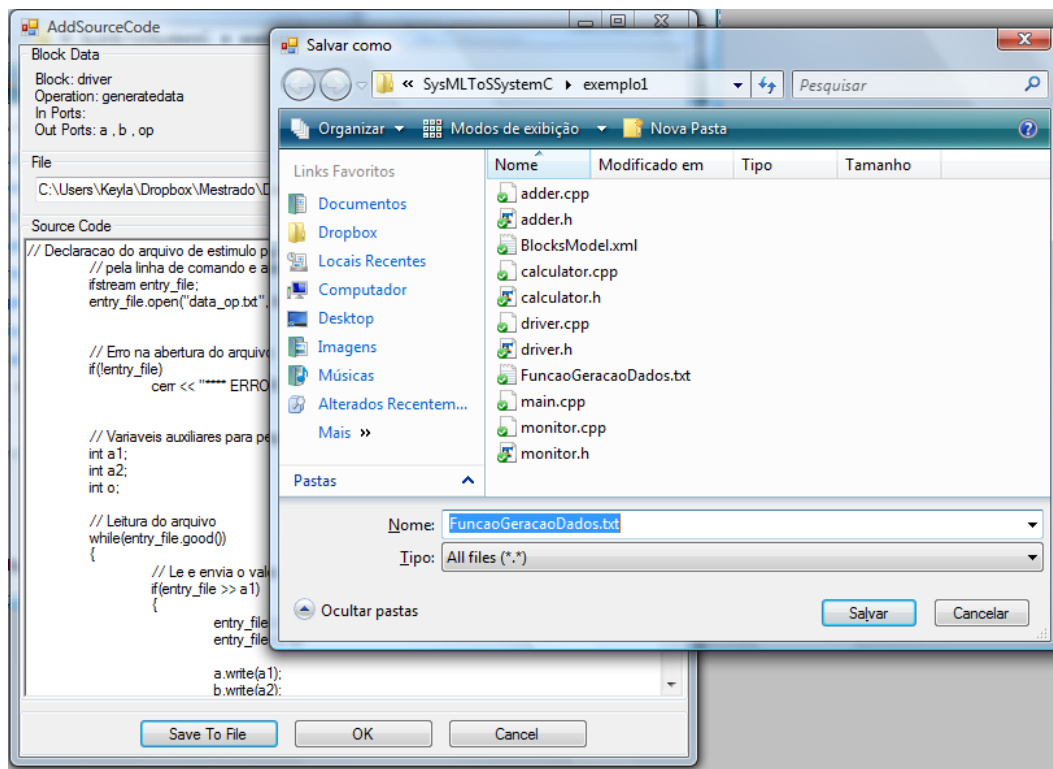 AddSourceCode
Block Data
Block: driver
Operation: generatedata
In Ports:
Out Ports: a , b , op
File
C:\Users\Keyla\Dropbox\Mestrado\D
Source Code
// Declaracao do arquivo de estimulo p
// pela linha de comando e a
ifstream entry_file;
entry_file.open("data_op.txt",
// Erro na abertura do arquivo
if(!entry_file)
cerr << "**** ERRO
// Variaveis auxiliares para pe
int a1;
int a2;
int o;
// Leitura do arquivo
while(entry_file.good())
{
// Le e envia o val
if(entry_file >> a1)
{
entry_file
entry_file
a.write(a1);
b.write(a2);
Save To File
OK
Cancel
Salvar como
« SysMLToSSystemC exemplo1
Pesquisar
Organizar
Modos de exibição
Nova Pasta
Links Favoritos
Documentos
Dropbox
Locais Recentes
Computador
Desktop
Imagens
Músicas
Alterados Recentem...
Mais »
Pastas
Nome Modificado em Tipo Tamanho
adder.cpp
adder.h
BlocksModel.xml
calculator.cpp
calculator.h
driver.cpp
driver.h
FuncaoGeracaoDados.txt
main.cpp
monitor.cpp
monitor.h
Nome: FuncaoGeracaoDados.txt
Tipo: All files (*.*)
Ocultar pastas
Salvar
Cancelar